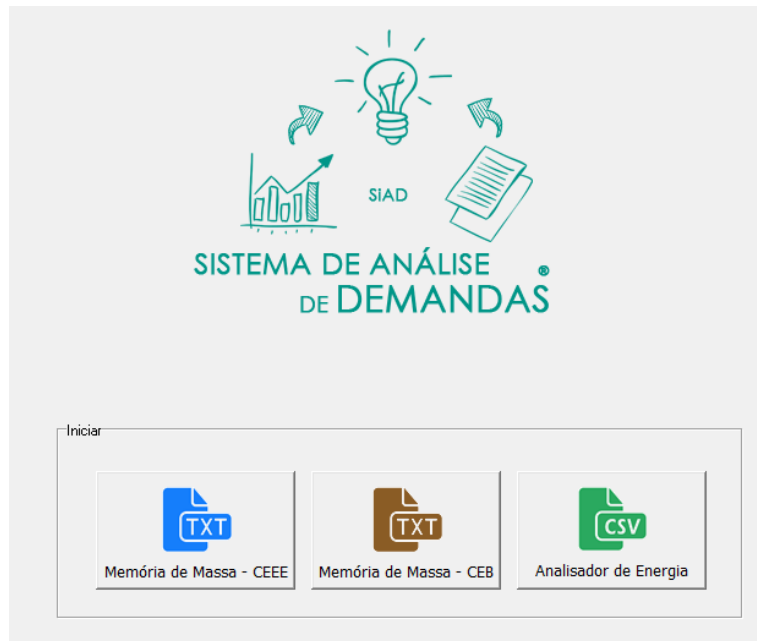 SiAD
SISTEMA DE ANÁLISE ®
DE DEMANDAS
Iniciar
TXT
TXT
CSV
Memória de Massa - CEEE
Memória de Massa - CEB
Analisador de Energia